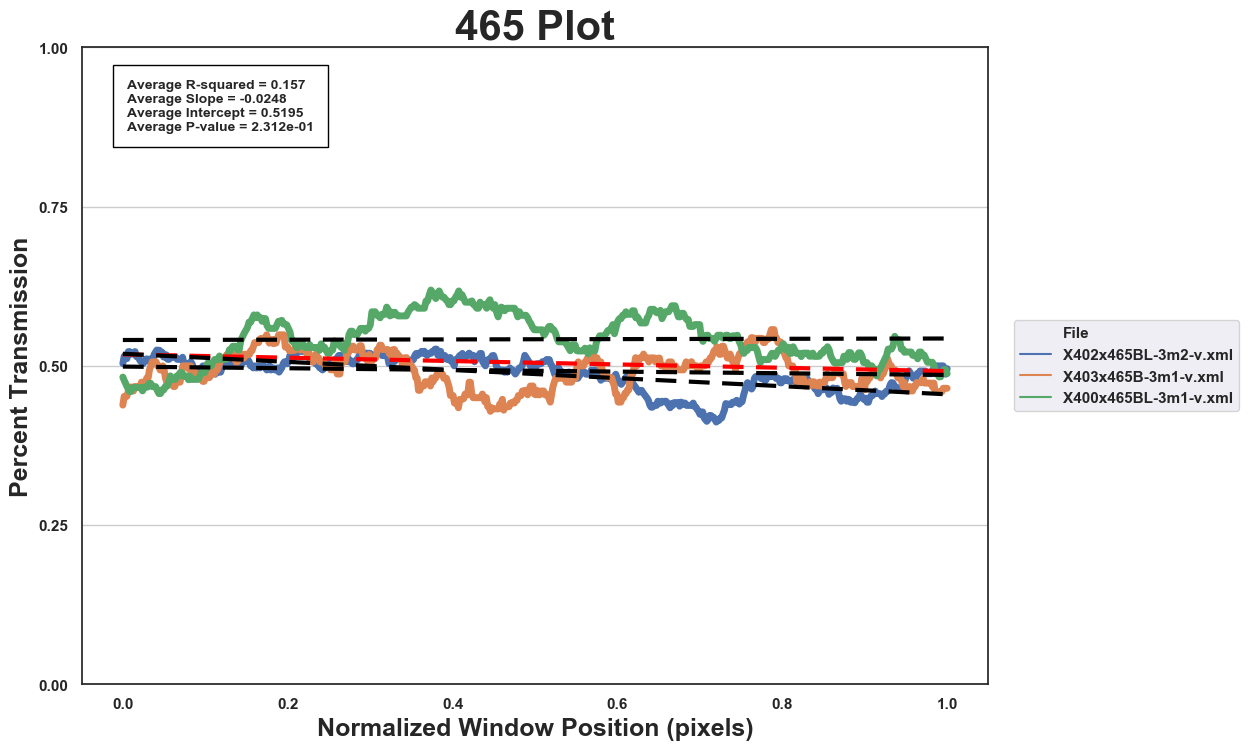 465 Plot
Average R-squared = 0.157
Average Slope = -0.0248
Average Intercept = 0.5195
Average P-value = 2.312e-01
Percent Transmission
1.00
0.75
0.50
0.25
0.00
0.0 0.2 0.4 0.6 0.8 1.0
Normalized Window Position (pixels)
File
X402x465BL-3m2-v.xml
X403x465B-3m1-v.xml
X400x465BL-3m1-v.xml